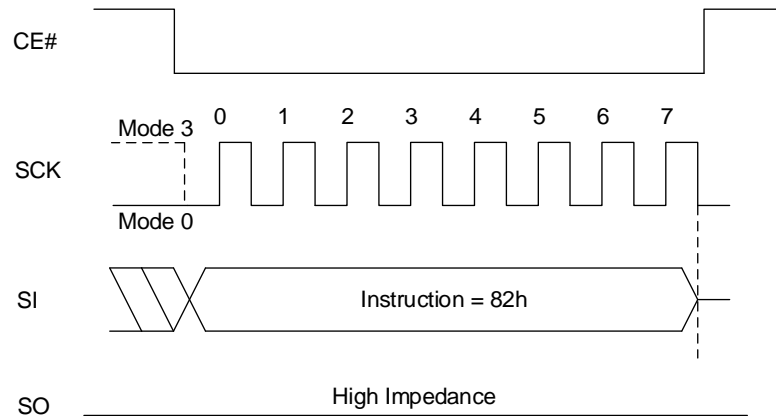 CE#
0 1 2 3 4 5 6 7
Mode 3
SCK
Mode 0
SI
Instruction = 82h
High Impedance
SO